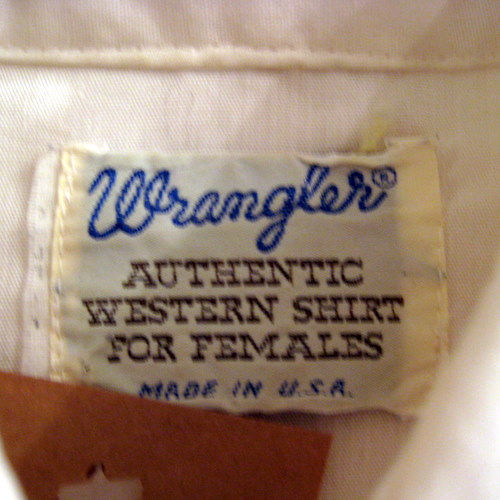 Wrangler®
AUTHENTIC
WESTERN SHIRT
FOR FEMALES
MADE IN U.S.A.